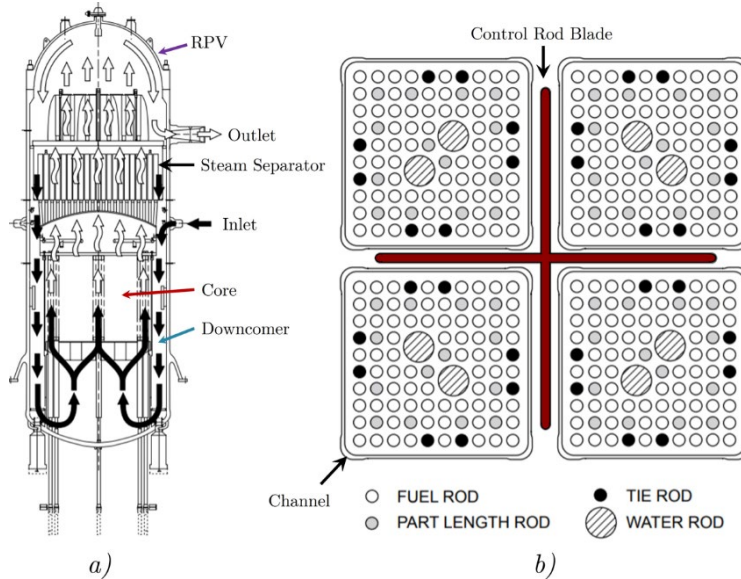 RPV
Outlet
Steam Separator
Inlet
Core
Downcomer
a)
Control Rod Blade
Channel
FUEL ROD
TIE ROD
PART LENGTH ROD
WATER ROD
b)